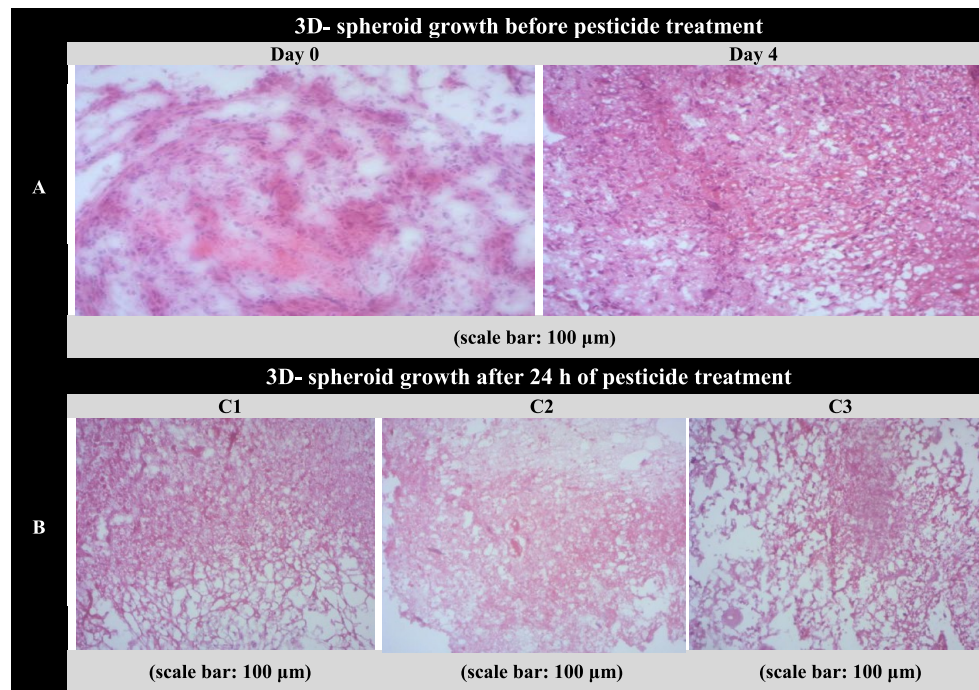 3D- spheroid growth before pesticide treatment
Day 0 Day 4
A
(scale bar: 100 µm)
3D- spheroid growth after 24 h of pesticide treatment
C1 C2 C3
B
(scale bar: 100 µm) (scale bar: 100 µm) (scale bar: 100 µm)